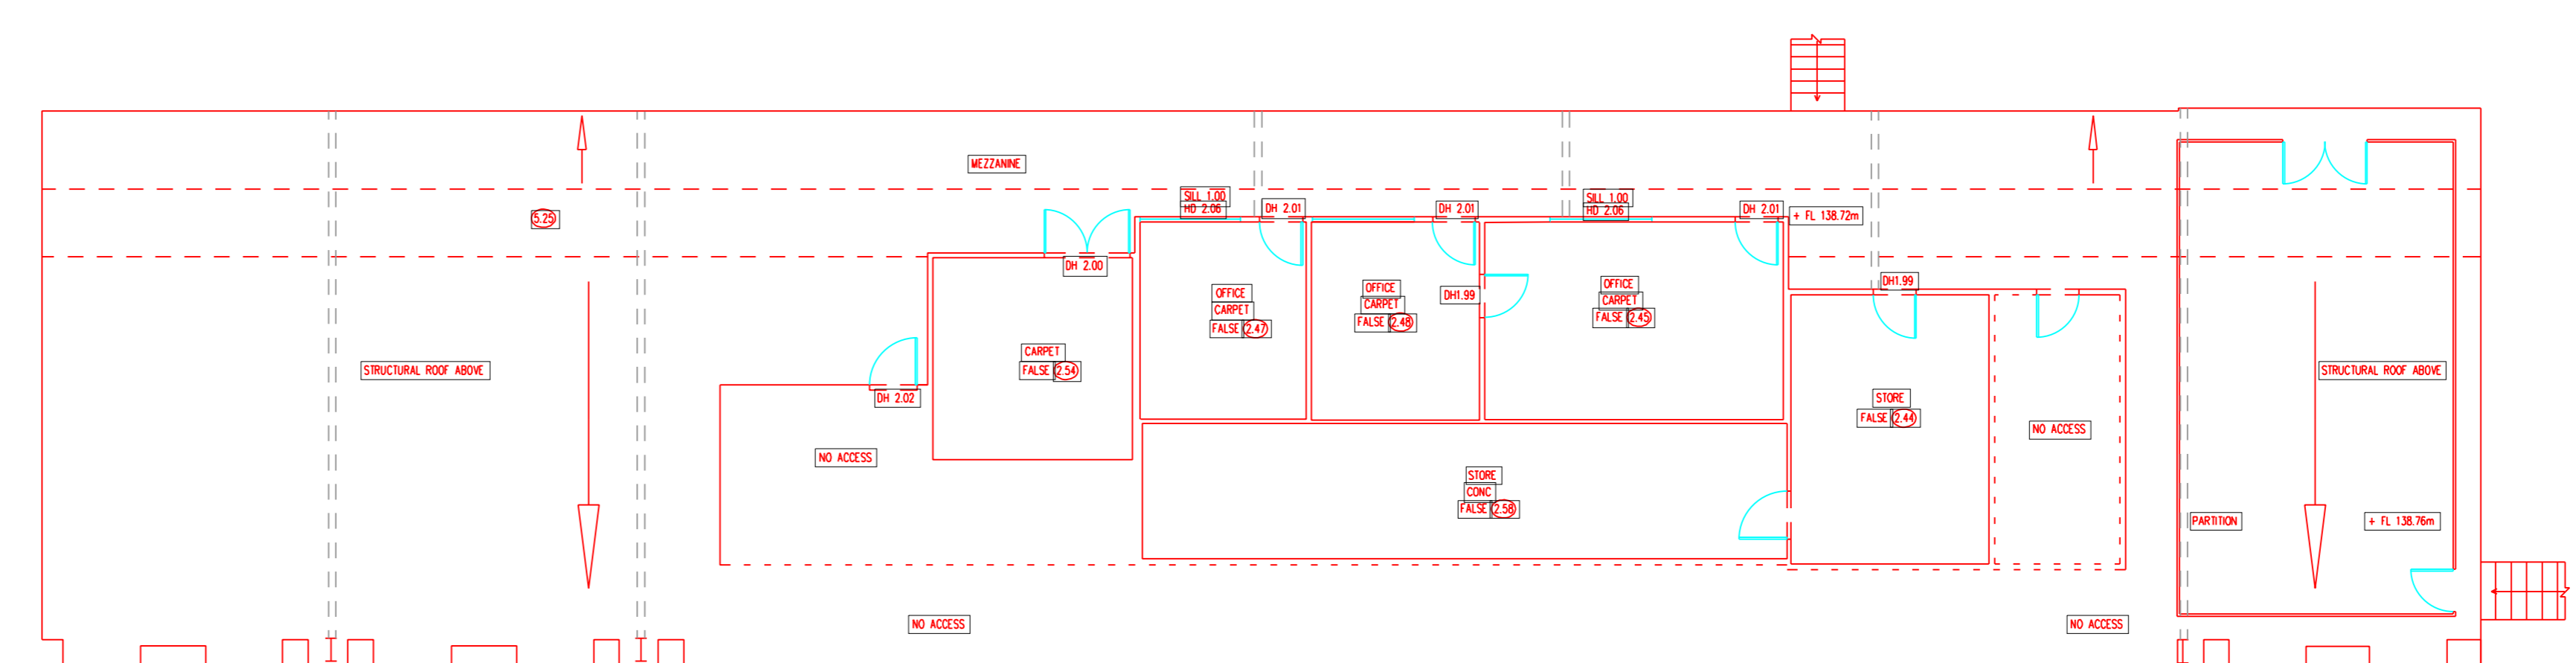 MEZZANINE
SILL 1.00
HD 2.06
DH 2.01
DH 2.01
SILL 1.00
HD 2.06
DH 2.01
+ FL 138.72m
5.25
DH 2.00
DH1.99
OFFICE
CARPET
FALSE 2.47
OFFICE
CARPET
FALSE 2.48
DH1.99
OFFICE
CARPET
FALSE 2.45
STRUCTURAL ROOF ABOVE
CARPET
FALSE 2.54
STRUCTURAL ROOF ABOVE
DH 2.02
STORE
FALSE 2.44
NO ACCESS
NO ACCESS
STORE
CONC
FALSE 2.58
PARTITION
+ FL 138.76m
NO ACCESS
NO ACCESS